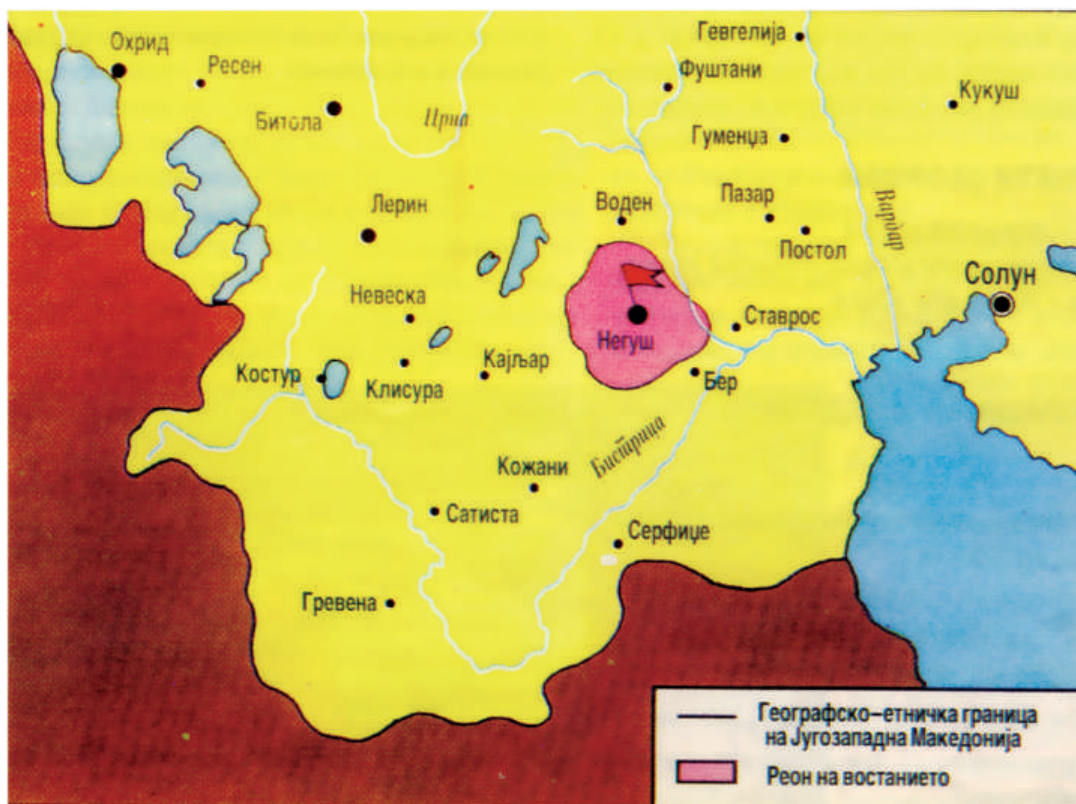 Охрид
Ресен
Битола
Црна
Гевгелија
Фуштани
Кукуш
Гуменџа
Лерин
Воден
Пазар
Постол
Вардар
Солун
Невеска
Негуш
Ставрос
Костур
Клисура
Кајљар
Бер
Бистрица
Кожани
Сатиста
Серфиџе
Гревена
Географско–етничка граница
на Југозападна Македонија
Реон на востанието